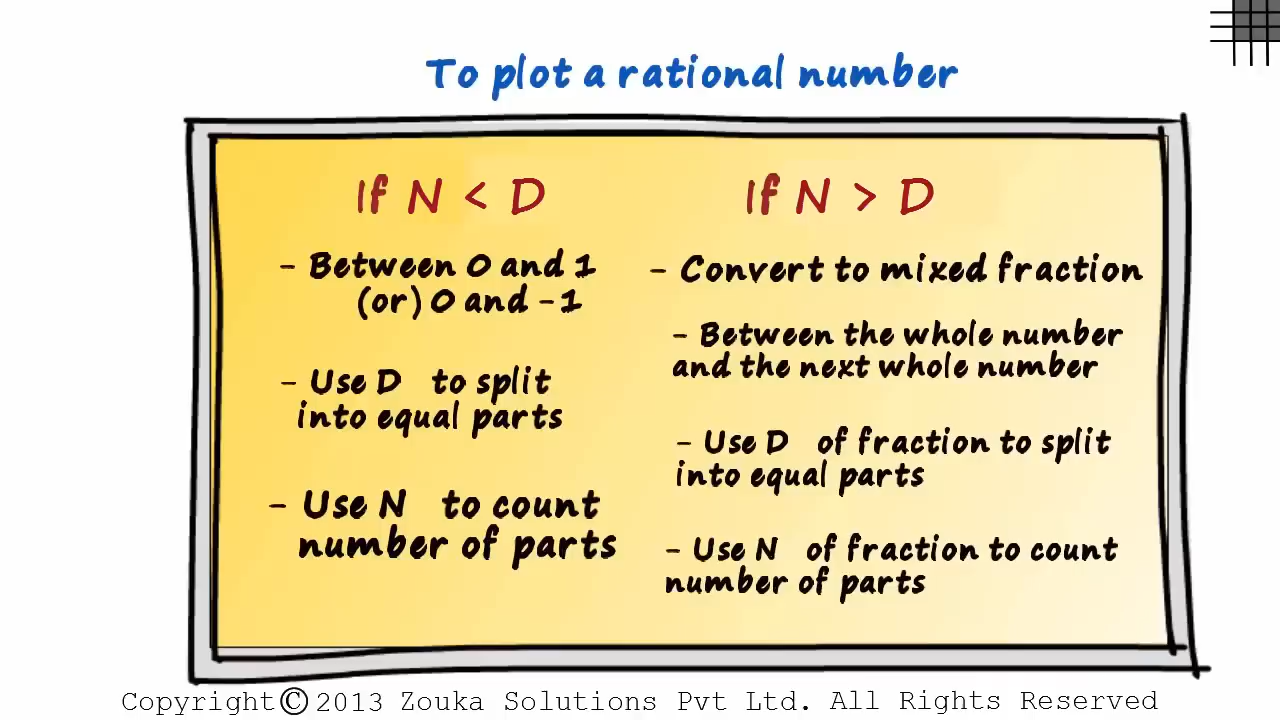 To plot a rational number
If N < D
- Between 0 and 1
(or) 0 and -1
- Use D to split
into equal parts
- Use N to count
number of parts
If N > D
- Convert to mixed fraction
- Between the whole number
and the next whole number
- Use D of fraction to split
into equal parts
- Use N of fraction to count
number of parts
Copyright © 2013 Zouka Solutions Pvt Ltd. All Rights Reserved